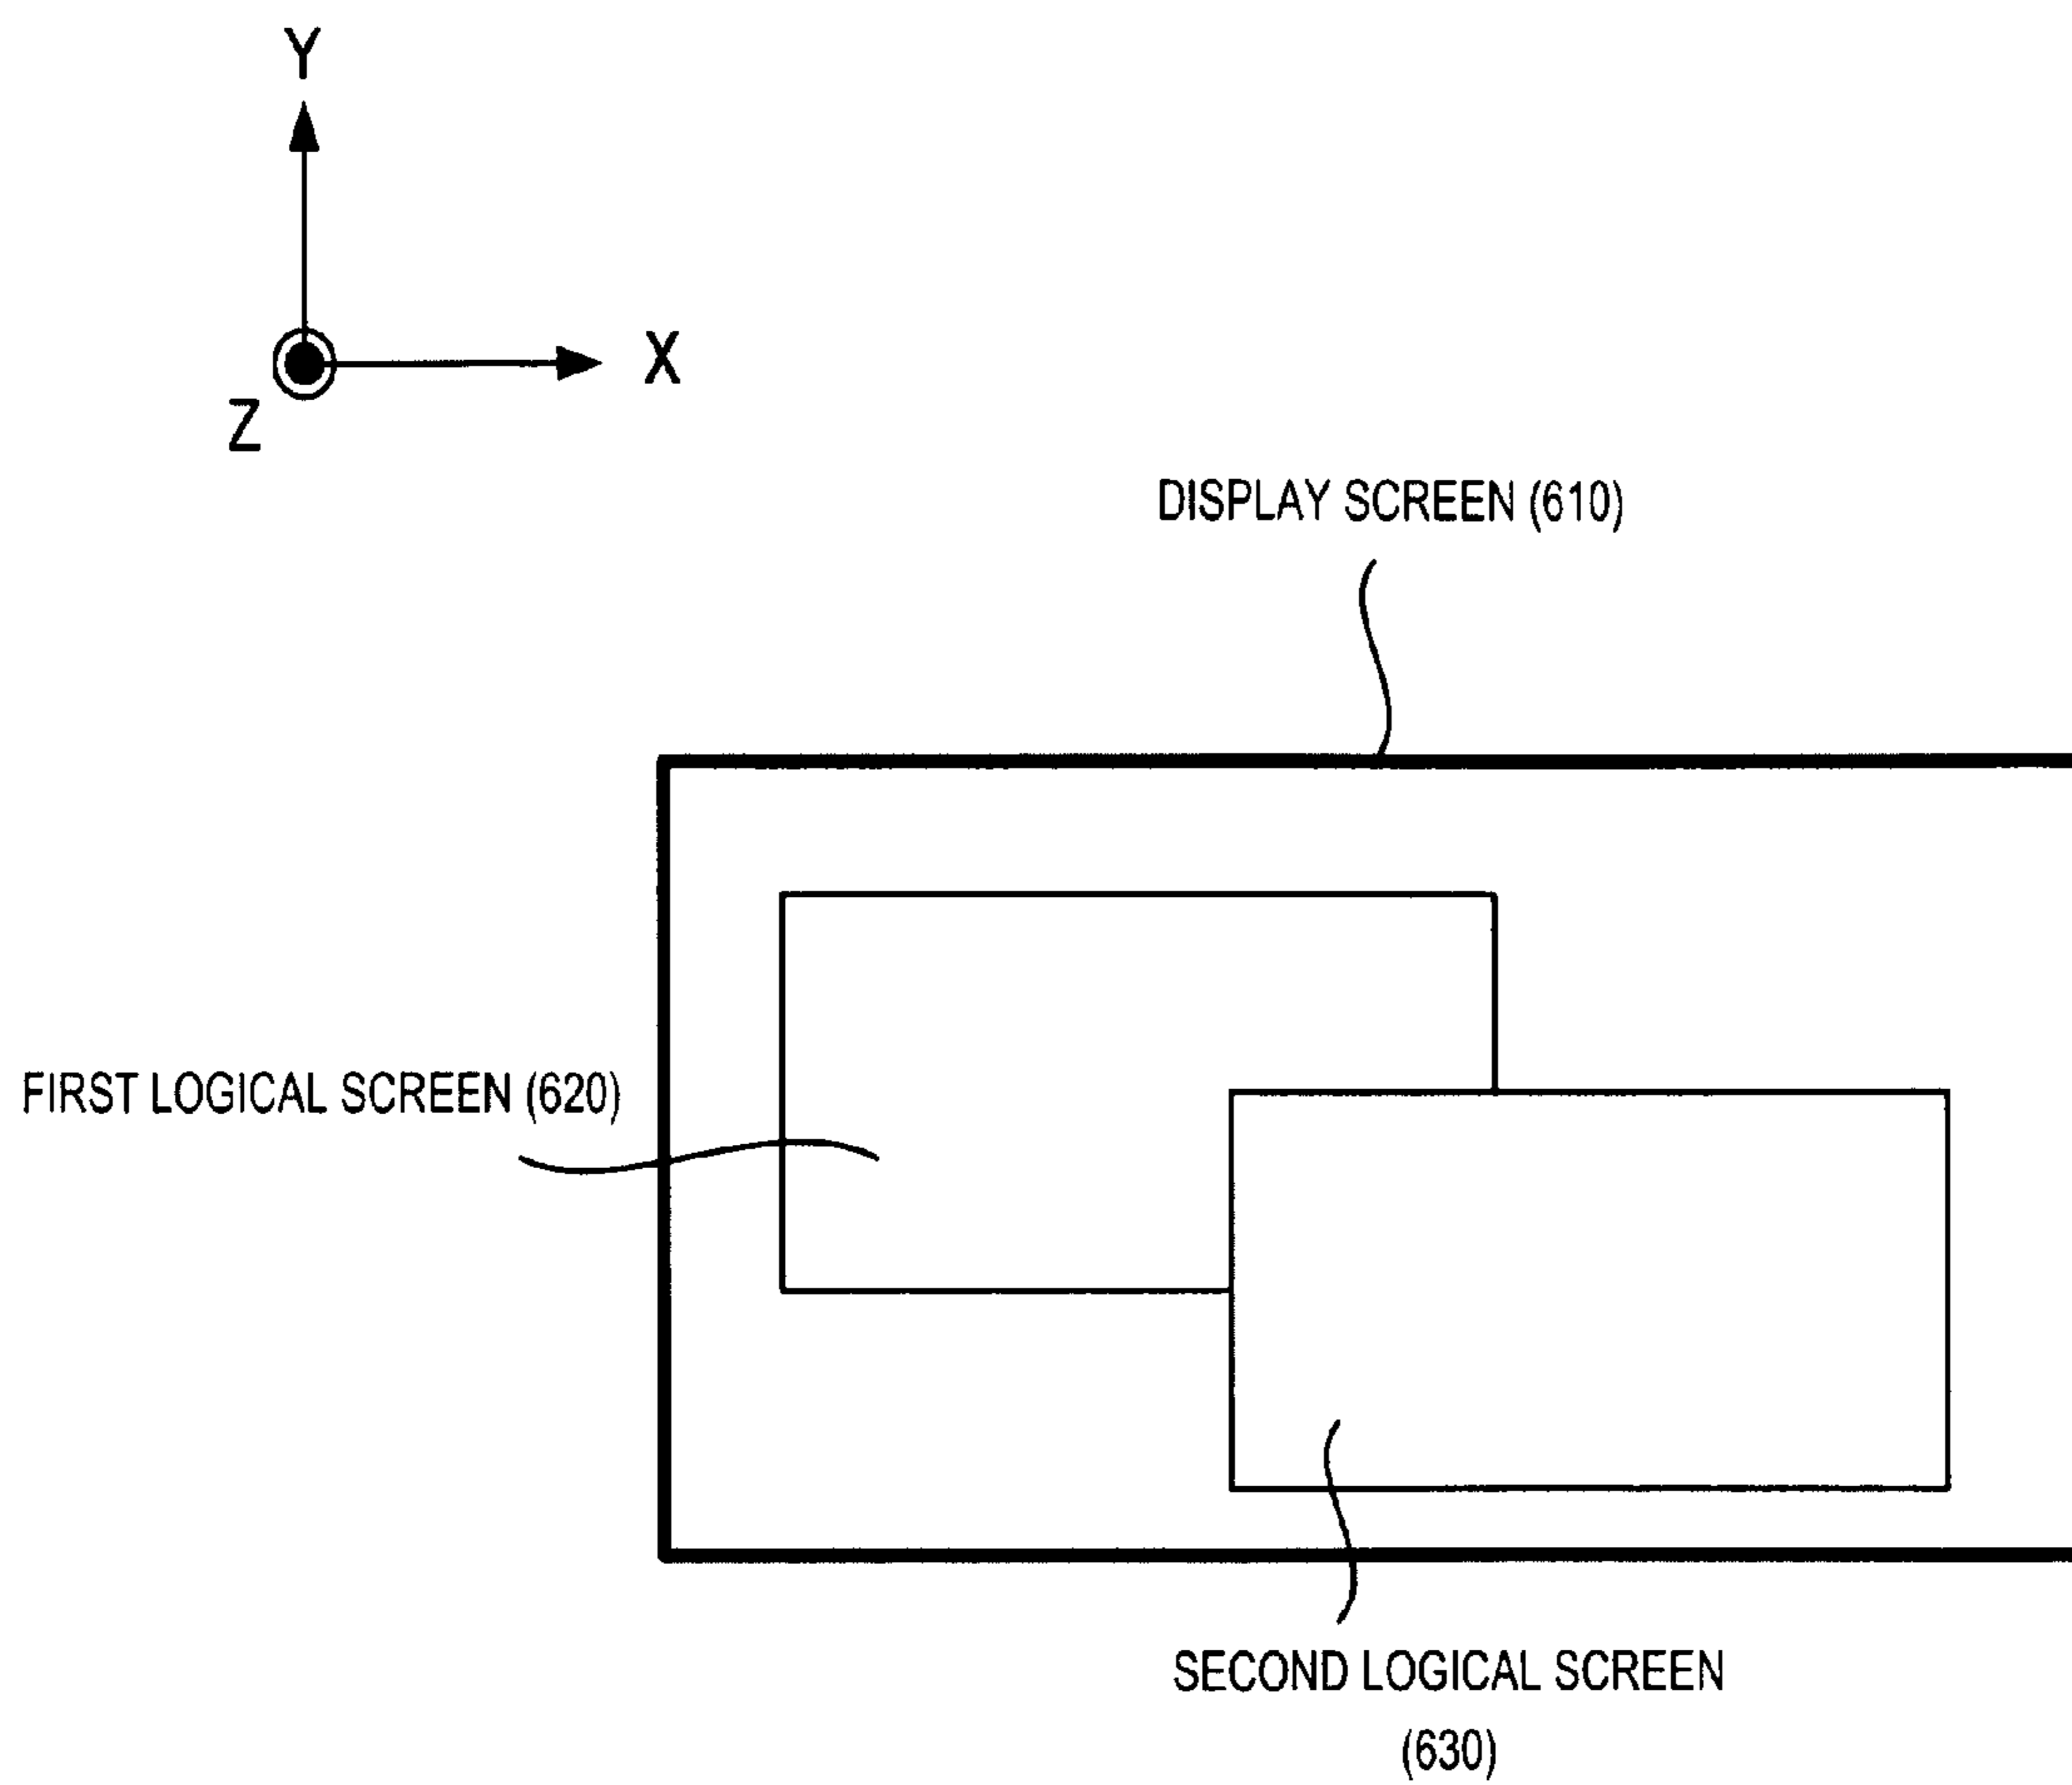 Y
X
Z
DISPLAY SCREEN (610)
FIRST LOGICAL SCREEN (620)
SECOND LOGICAL SCREEN
(630)